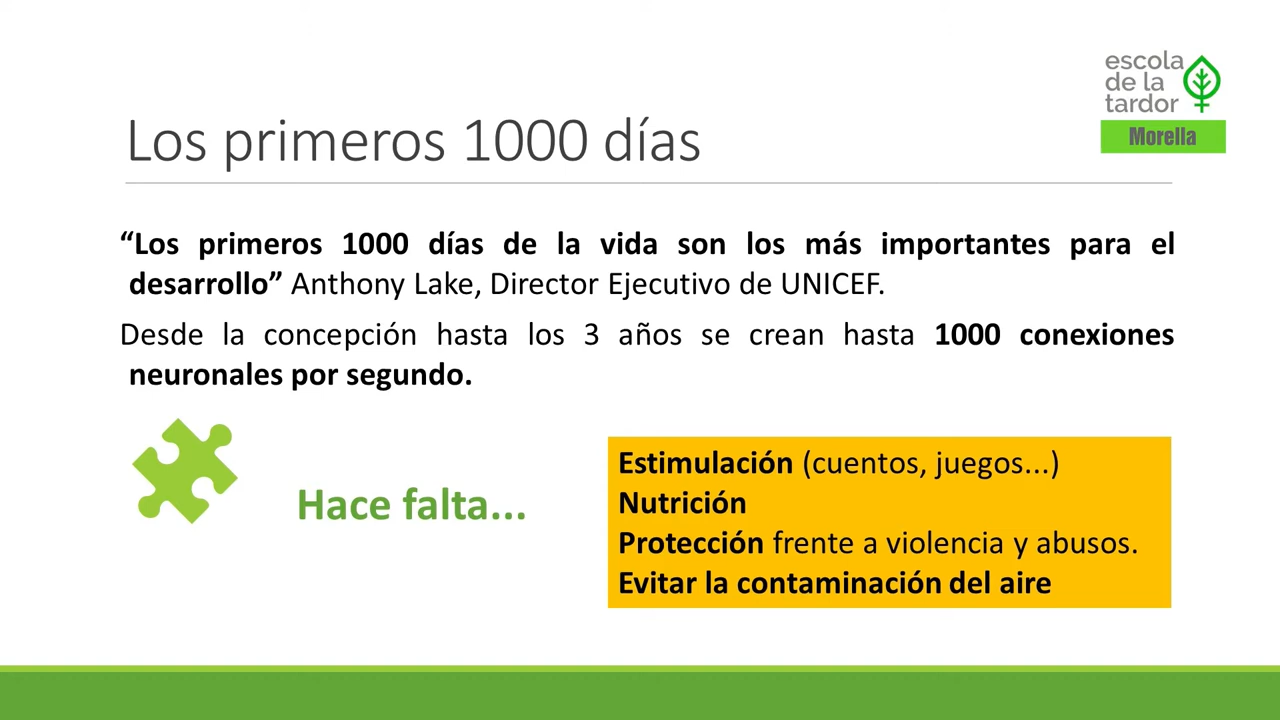 escola
de la
tardor
Morella
Los primeros 1000 días
“Los primeros 1000 días de la vida son los más importantes para el
desarrollo” Anthony Lake, Director Ejecutivo de UNICEF.
Desde la concepción hasta los 3 años se crean hasta 1000 conexiones
neuronales por segundo.
Hace falta...
Estimulación (cuentos, juegos...)
Nutrición
Protección frente a violencia y abusos.
Evitar la contaminación del aire